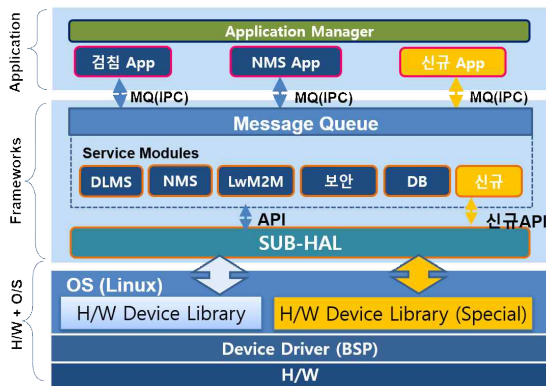 Application
Application Manager
검침 App
NMS App
신규 App
MQ(IPC)
MQ(IPC)
MQ(IPC)
Frameworks
Message Queue
Service Modules
DLMS
NMS
LwM2M
보안
DB
신규
API
신규API
SUB-HAL
H/W + O/S
OS (Linux)
H/W Device Library
H/W Device Library (Special)
Device Driver (BSP)
H/W